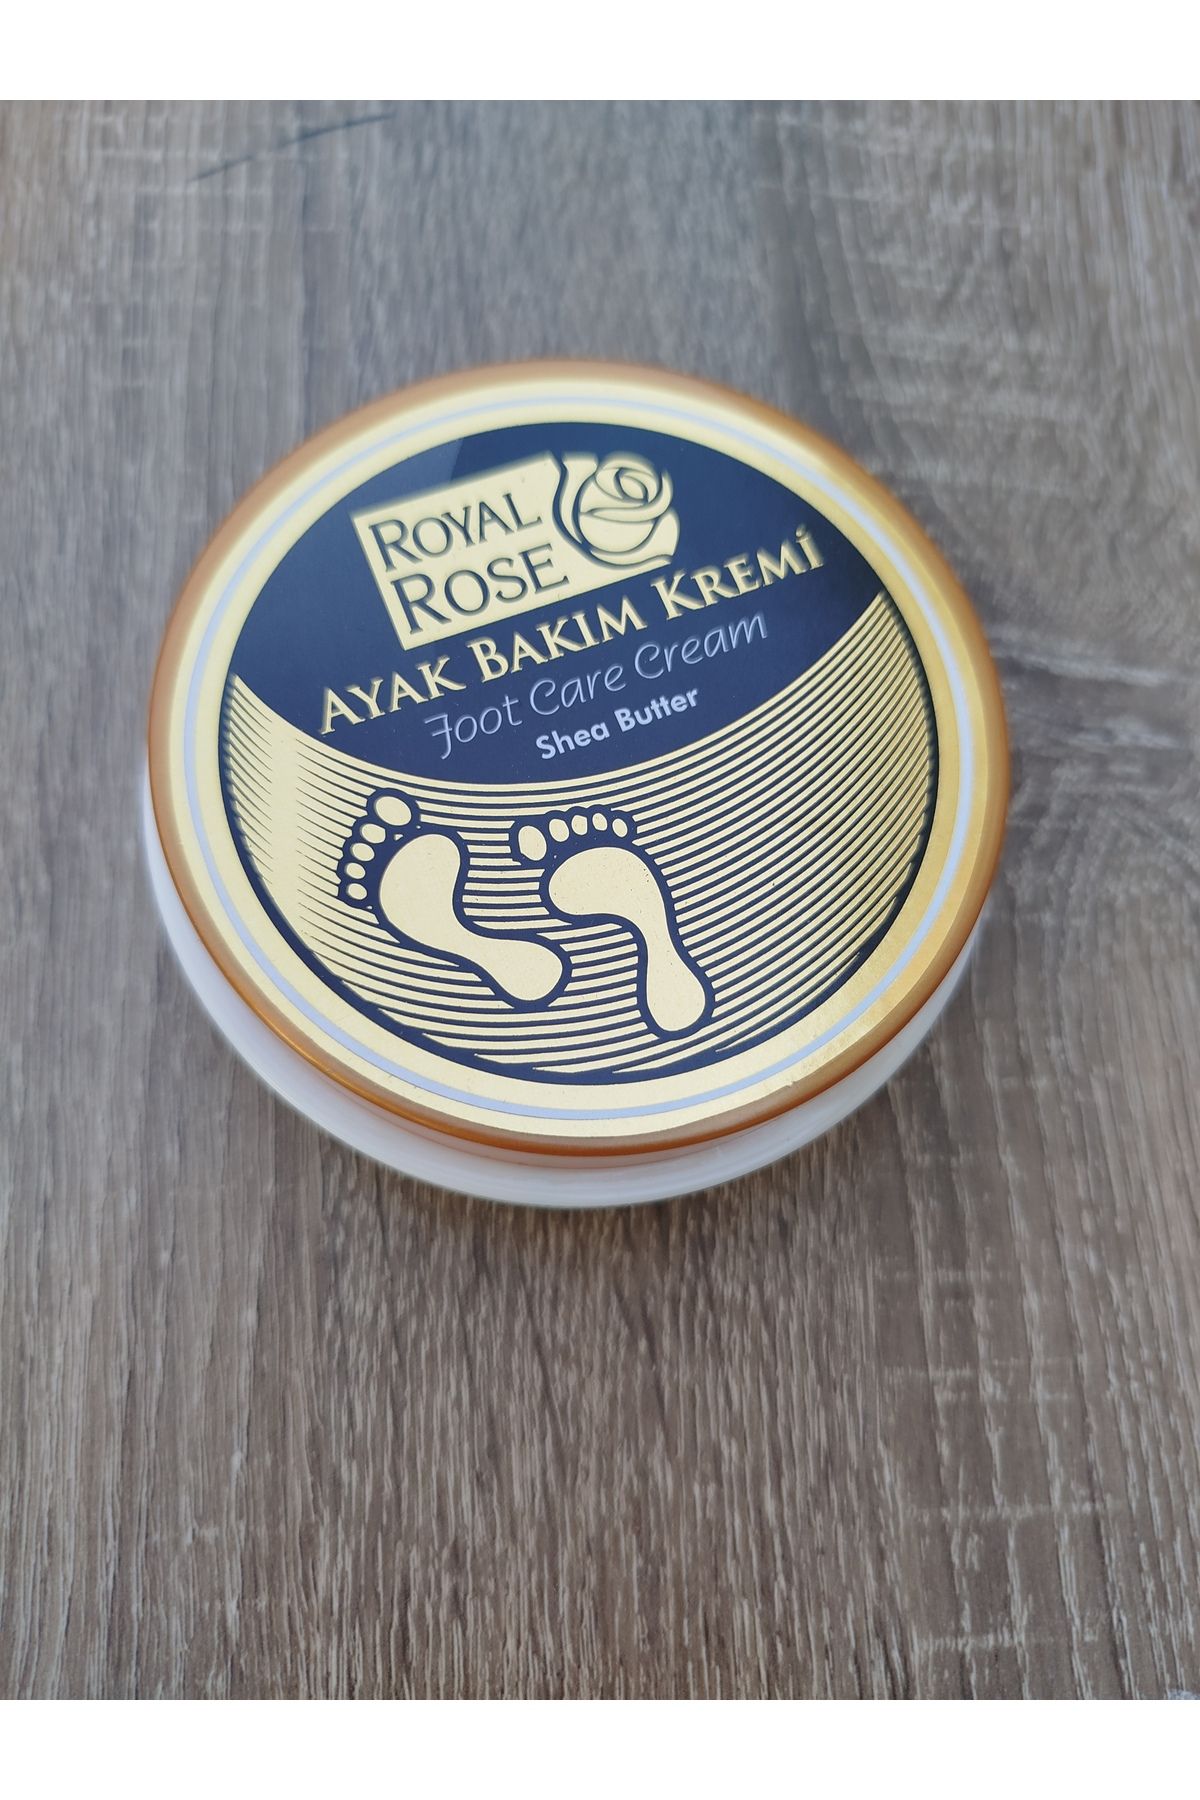 ROYAL
ROSE
AYAK BAKIM KREMİ
Foot Care Cream
Shea Butter